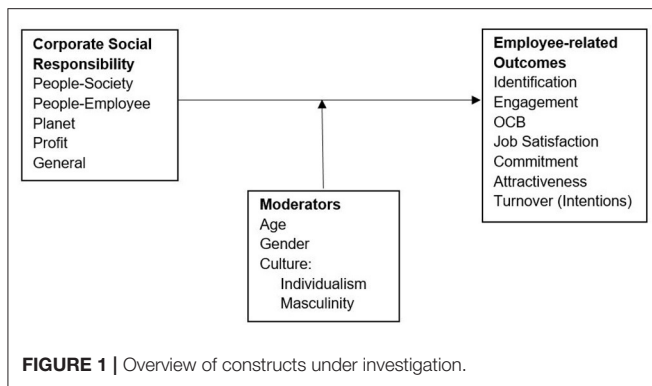 Corporate Social
Responsibility
People-Society
People-Employee
Planet
Profit
General
Employee-related
Outcomes
Identification
Engagement
OCB
Job Satisfaction
Commitment
Attractiveness
Turnover (Intentions)
Moderators
Age
Gender
Culture:
Individualism
Masculinity
FIGURE 1 | Overview of constructs under investigation.